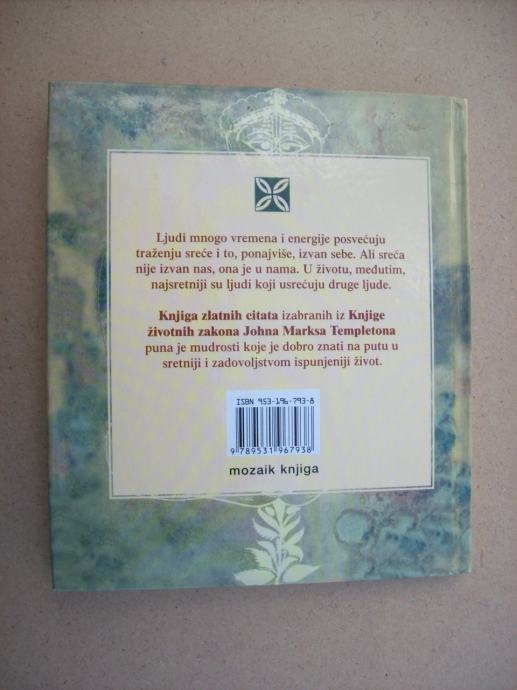 Ljudi mnogo vremena i energije posvećuju
traženju sreće i to, ponajviše, izvan sebe. Ali sreća
nije izvan nas, ona je u nama. U životu, međutim,
najsretniji su ljudi koji usrećuju druge ljude.
Knjiga zlatnih citata izabranih iz Knjige
životnih zakona Johna Marksa Templetona
puna je mudrosti koje je dobro znati na putu u
sretniji i zadovoljstvom ispunjeniji život.
ISBN 953-196-793-8
9 789531 967938
mozaik knjiga